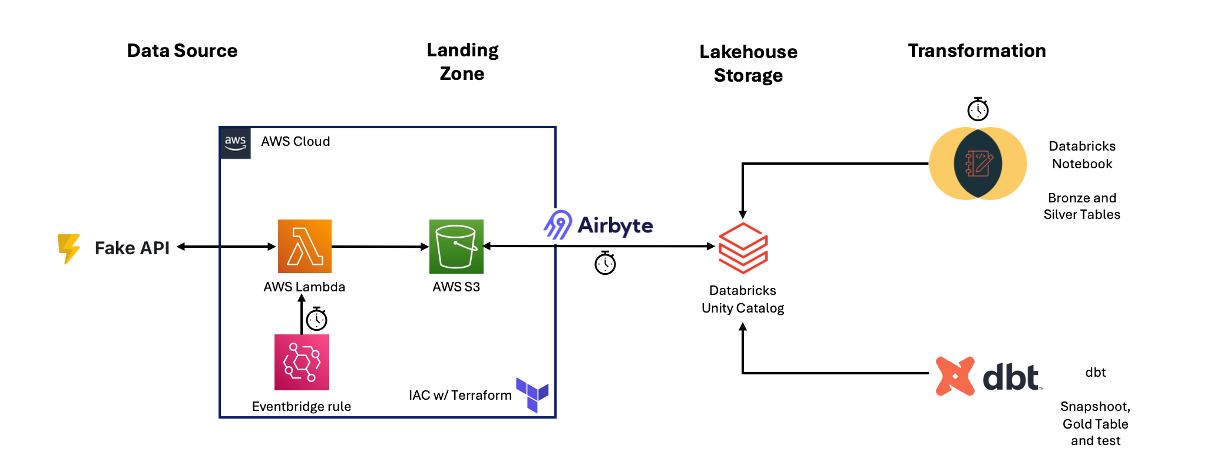 Data Source
Landing
Zone
Lakehouse
Storage
Transformation
aws
AWS Cloud
Databricks
Notebook
Bronze and
Silver Tables
Airbyte
Fake API
AWS Lambda
AWS S3
Databricks
Unity Catalog
Eventbridge rule
IAC w/ Terraform
dbt
dbt
Snapshoot,
Gold Table
and test